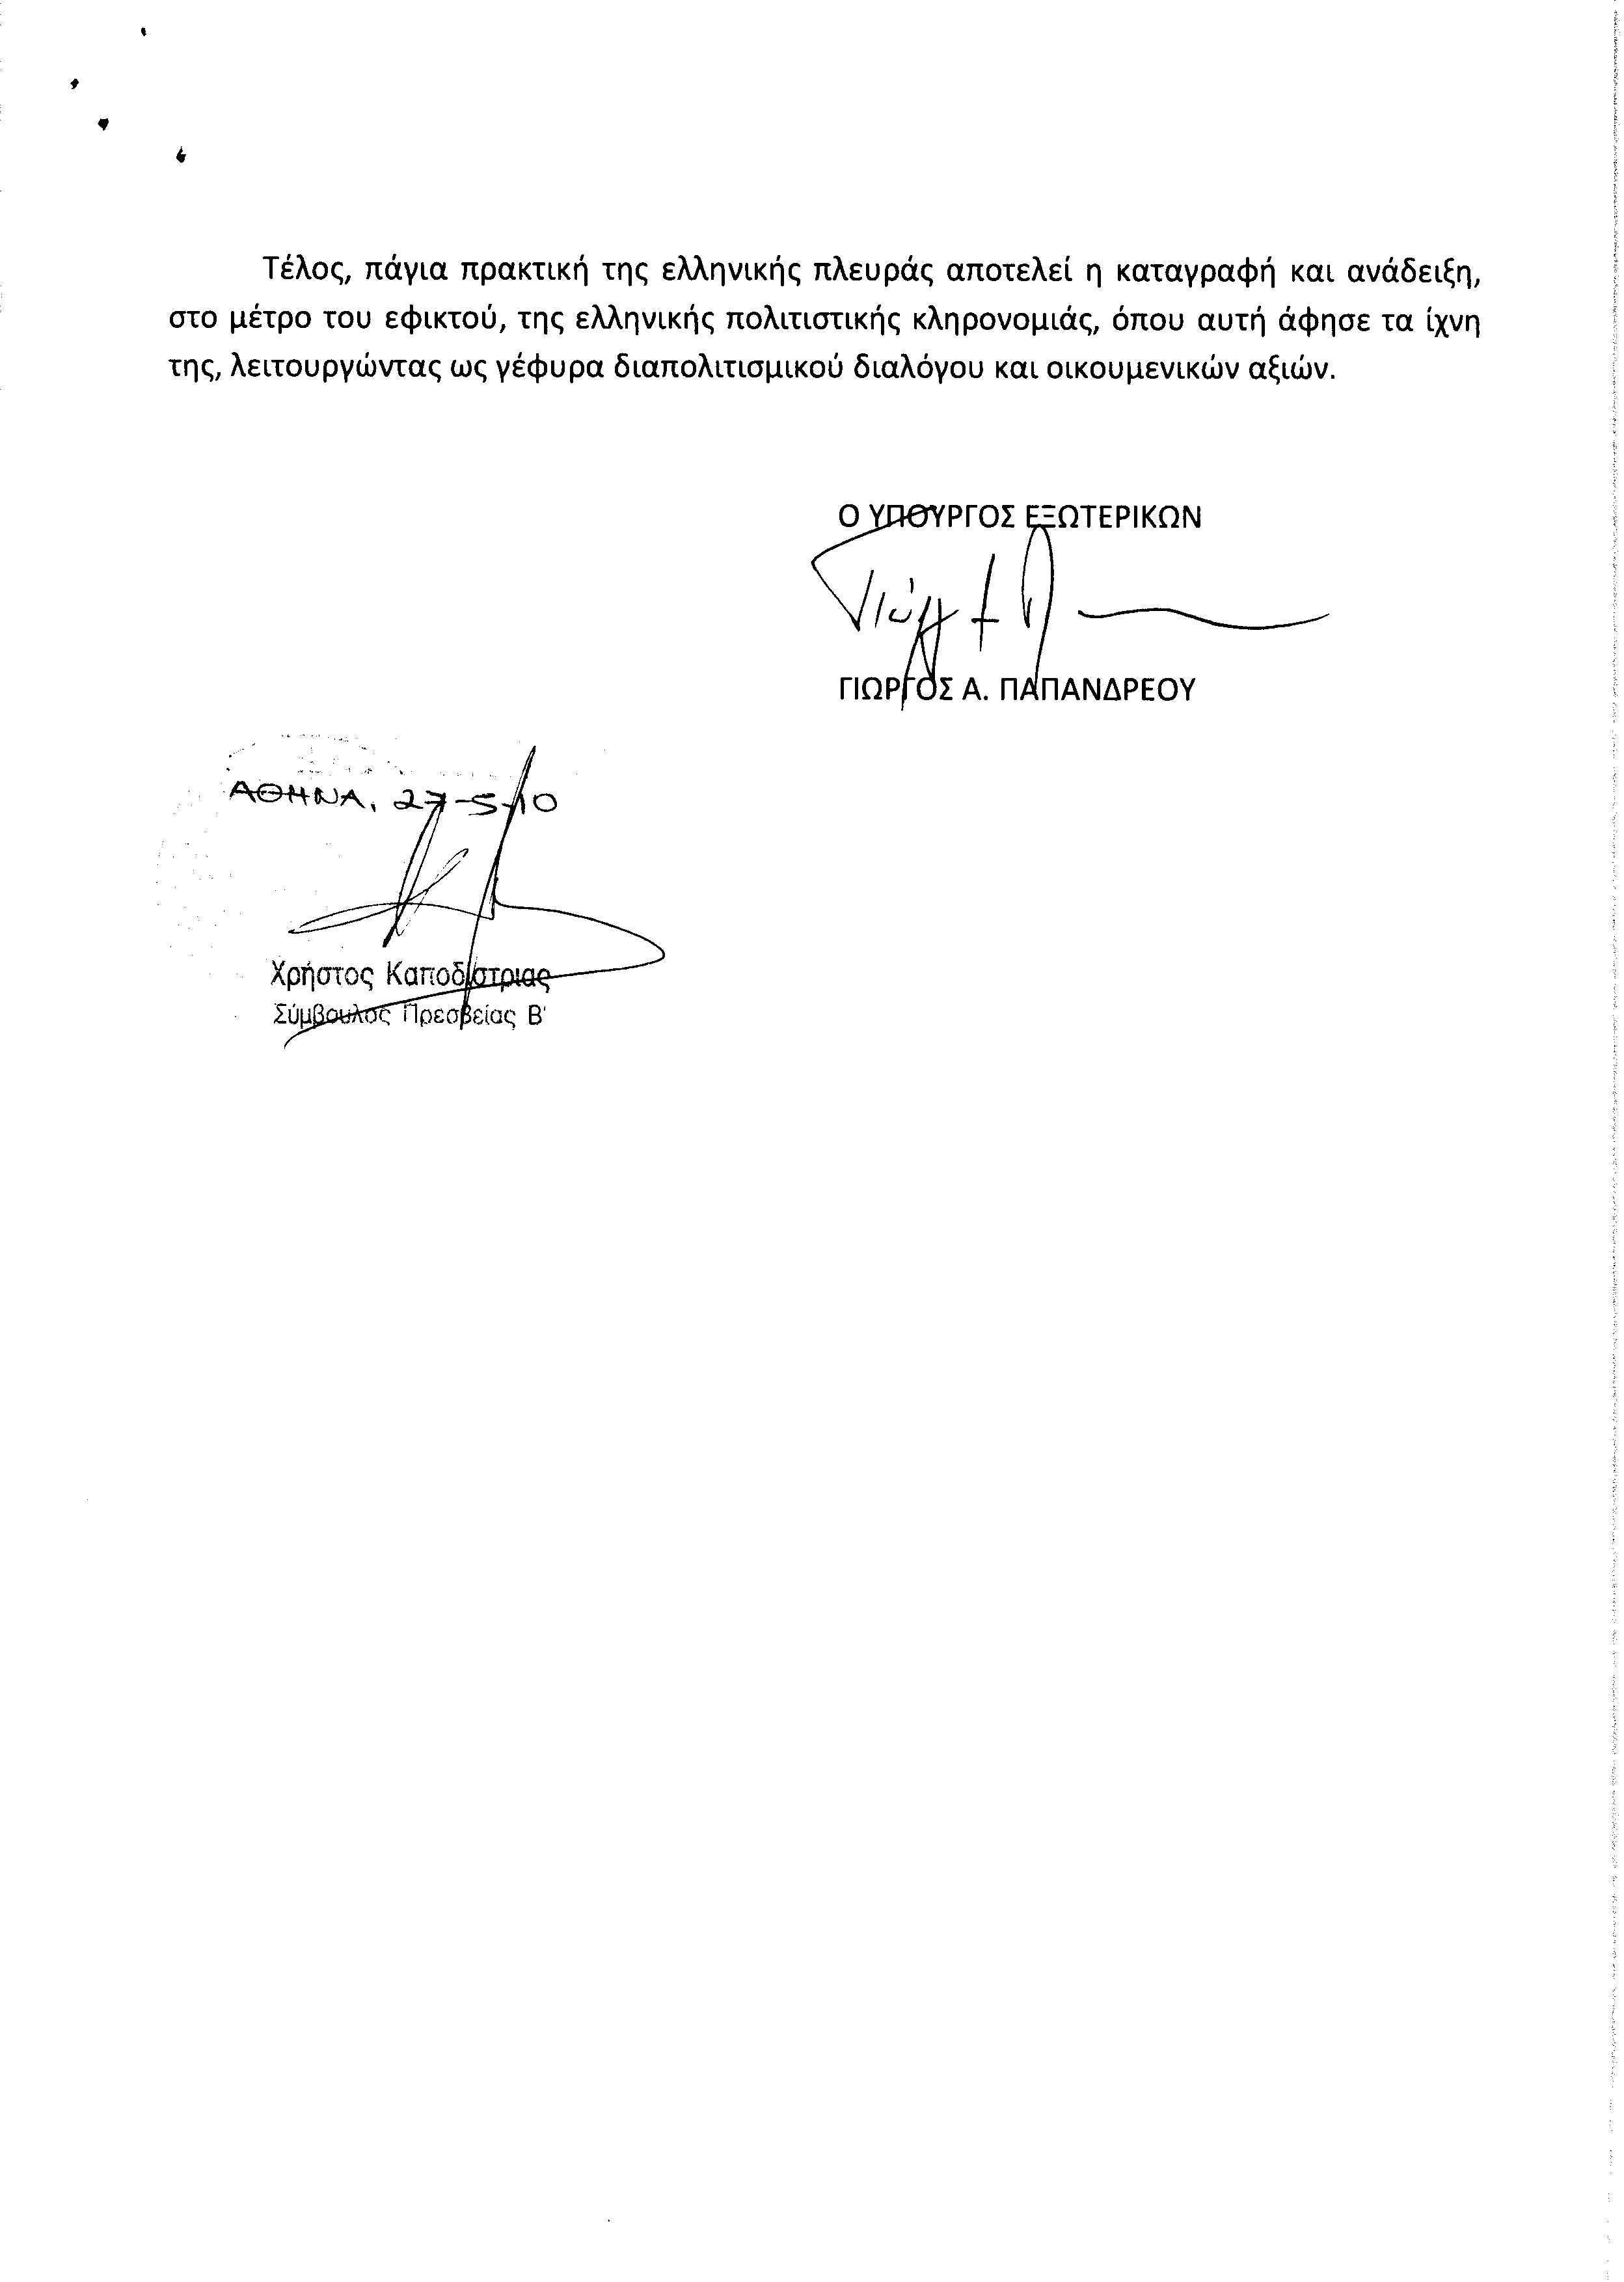 Τέλος, πάγια πρακτική της ελληνικής πλευράς αποτελεί η καταγραφή και ανάδειξη,
στο μέτρο του εφικτού, της ελληνικής πολιτιστικής κληρονομιάς, όπου αυτή άφησε τα ίχνη
της, λειτουργώντας ως γέφυρα διαπολιτισμικού διαλόγου και οικουμενικών αξιών.
Ο ΥΠΟΥΡΓΟΣ ΕΞΩΤΕΡΙΚΩΝ
ΓΙΩΡΓΟΣ Α. ΠΑΠΑΝΔΡΕΟΥ
ΑΘΗΝΑ, 27-5-10
Χρήστος Καποδίστριας
Σύμβουλος Πρεσβείας Β'